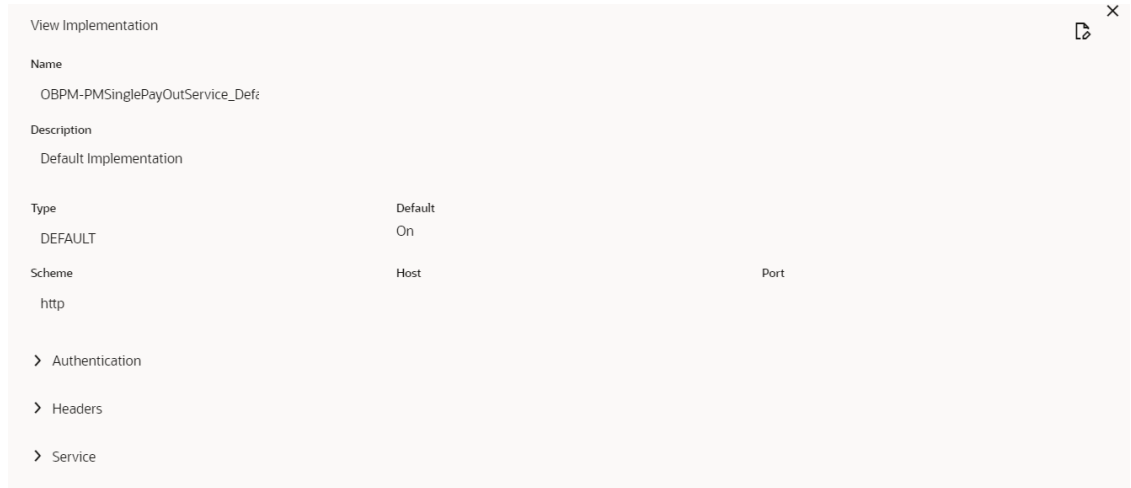 View Implementation
Name
OBPM-PMSinglePayOutService_Defa
Description
Default Implementation
Type
Default
DEFAULT
On
Scheme
Host
Port
http
Authentication
Headers
Service